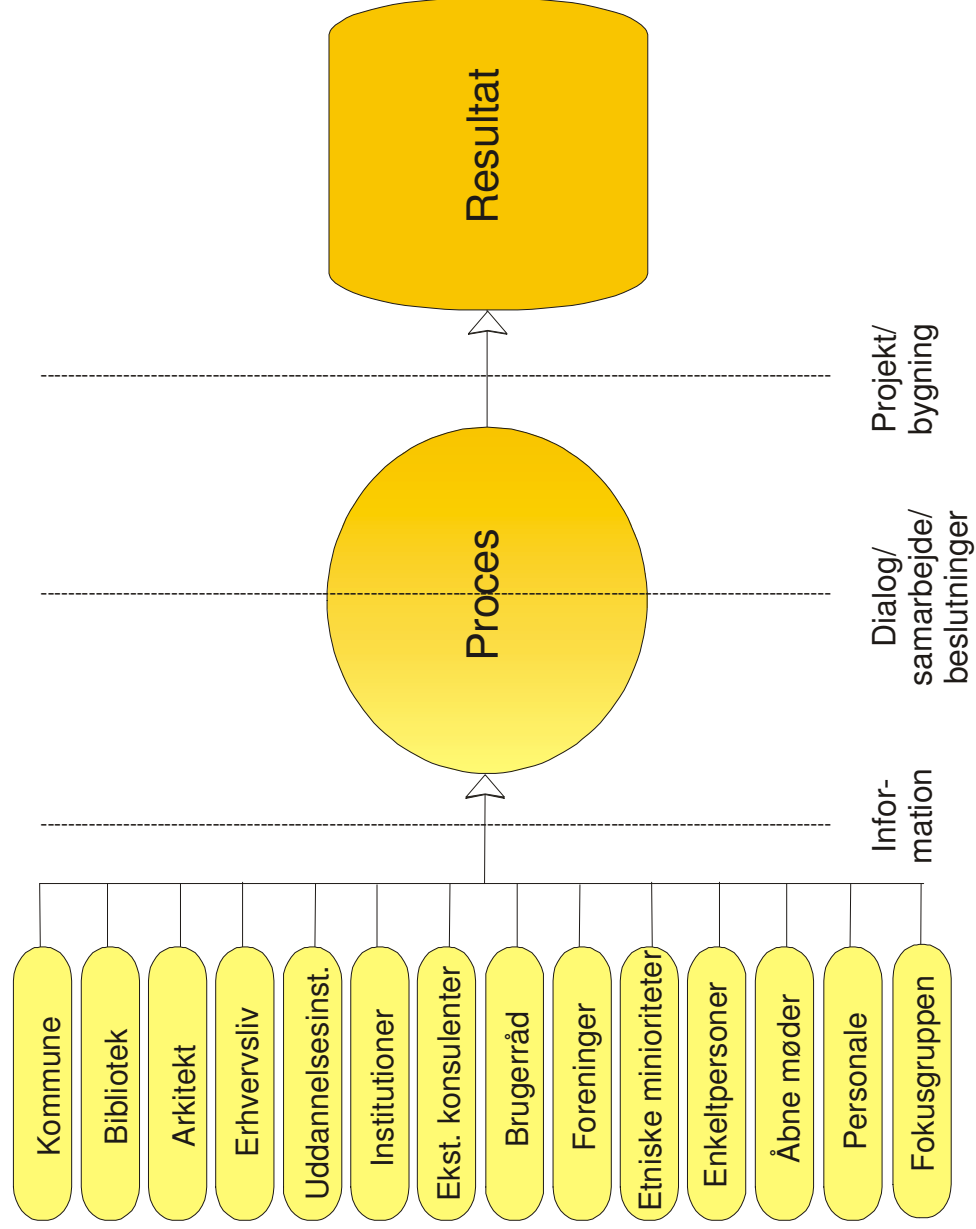 Kommune
Bibliotek
Arkitekt
Erhvervsliv
Uddannelsesinst.
Institutioner
Ekst. konsulenter
Brugerråd
Foreninger
Etniske minioriteter
Enkeltpersoner
Åbne møder
Personale
Fokusgruppen
Proces
Resultat
Infor-
mation
Dialog/
samarbejde/
beslutninger
Projekt/
bygning